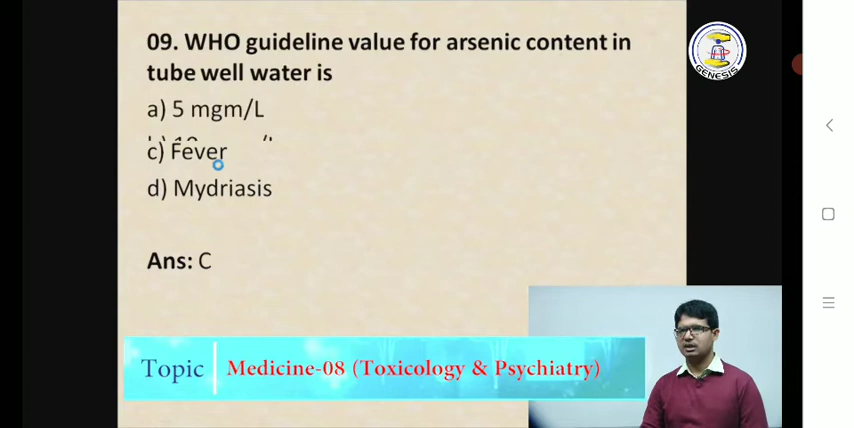 09. WHO guideline value for arsenic content in
tube well water is
a) 5 mgm/L
c) Fever
d) Mydriasis
Ans: C
GENESIS
Topic
Medicine-08 (Toxicology & Psychiatry)